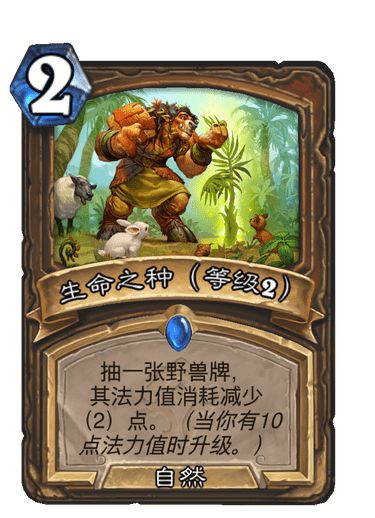 2
生命之种（等级2）
抽一张野兽牌，
其法力值消耗减少
（2）点。（当你有10
点法力值时升级。）
自然